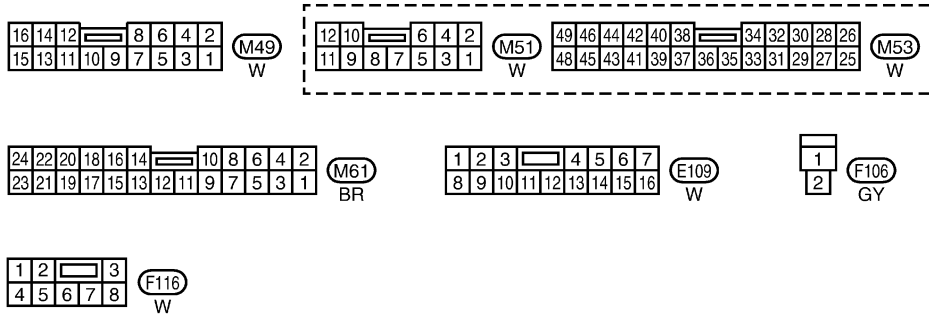 16 14 12 8 6 4 2
15 13 11 10 9 7 5 3 1
M49
W
12 10 6 4 2
11 9 8 7 5 3 1
M51
W
49 46 44 42 40 38 34 32 30 28 26
48 45 43 41 39 37 36 35 33 31 29 27 25
M53
W
24 22 20 18 16 14 10 8 6 4 2
23 21 19 17 15 13 12 11 9 7 5 3 1
M61
BR
1 2 3 4 5 6 7
8 9 10 11 12 13 14 15 16
E109
W
1
2
F106
GY
1 2 3
4 5 6 7 8
F116
W